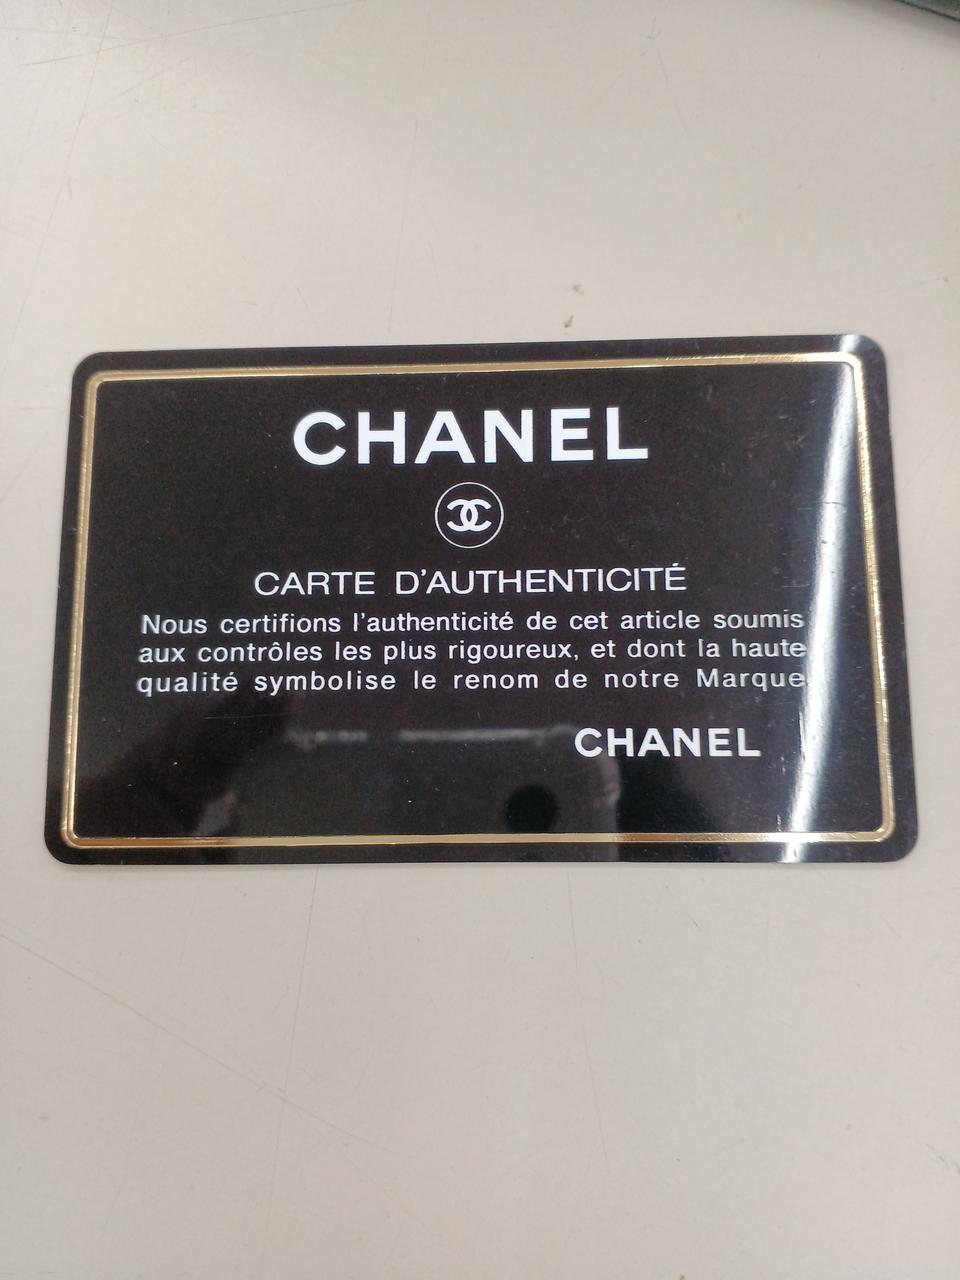 CHANEL
CARTE D'AUTHENTICITÉ
Nous certifions l'authenticité de cet article soumis
aux contrôles les plus rigoureux, et dont la haute
qualité symbolise le renom de notre Marque
CHANEL